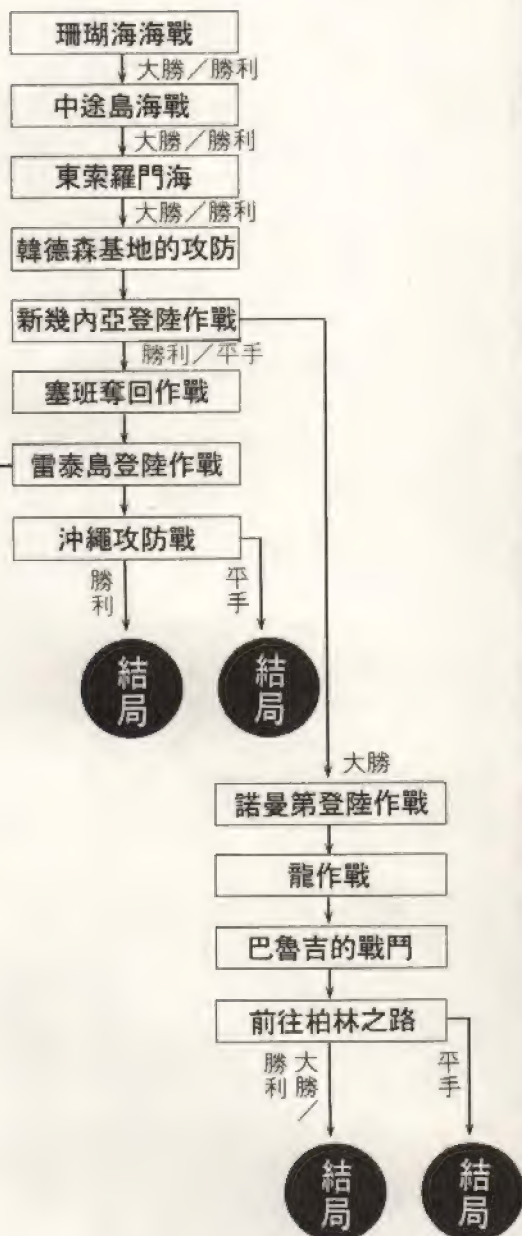 珊瑚海海戰
大勝／勝利
中途島海戰
大勝／勝利
東索羅門海
大勝／勝利
韓德森基地的攻防
新幾內亞登陸作戰
勝利／平手
塞班奪回作戰
雷泰島登陸作戰
沖繩攻防戰
勝利
平手
結局
結局
大勝
諾曼第登陸作戰
龍作戰
巴魯吉的戰鬥
前往柏林之路
大勝／勝利
平手
結局
結局